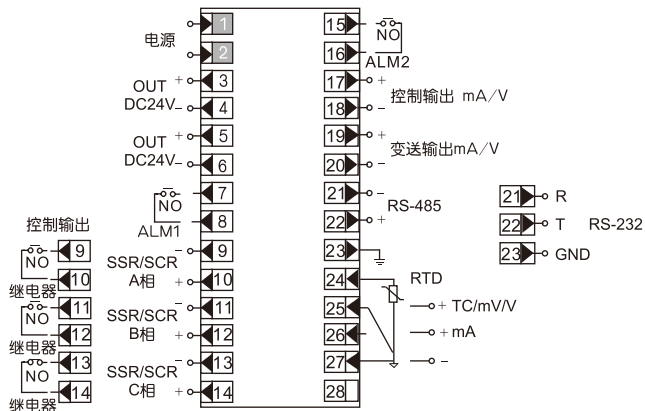 电源
1
2
OUT
DC24V
+ 3
- 4
OUT
DC24V
+ 5
- 6
NO
ALM1
7
8
控制输出
NO
继电器
9
10
NO
继电器
11
12
NO
继电器
13
14
SSR/SCR
A相
- 9
+ 10
SSR/SCR
B相
- 11
+ 12
SSR/SCR
C相
- 13
+ 14
15
16
NO
ALM2
17 +
18 -
控制输出 mA/V
19 +
20 -
变送输出mA/V
21 -
22 +
RS-485
23
24
25
26
27
28
RTD
+ TC/mV/V
+ mA
-
21 R
22 T
23 GND
RS-232